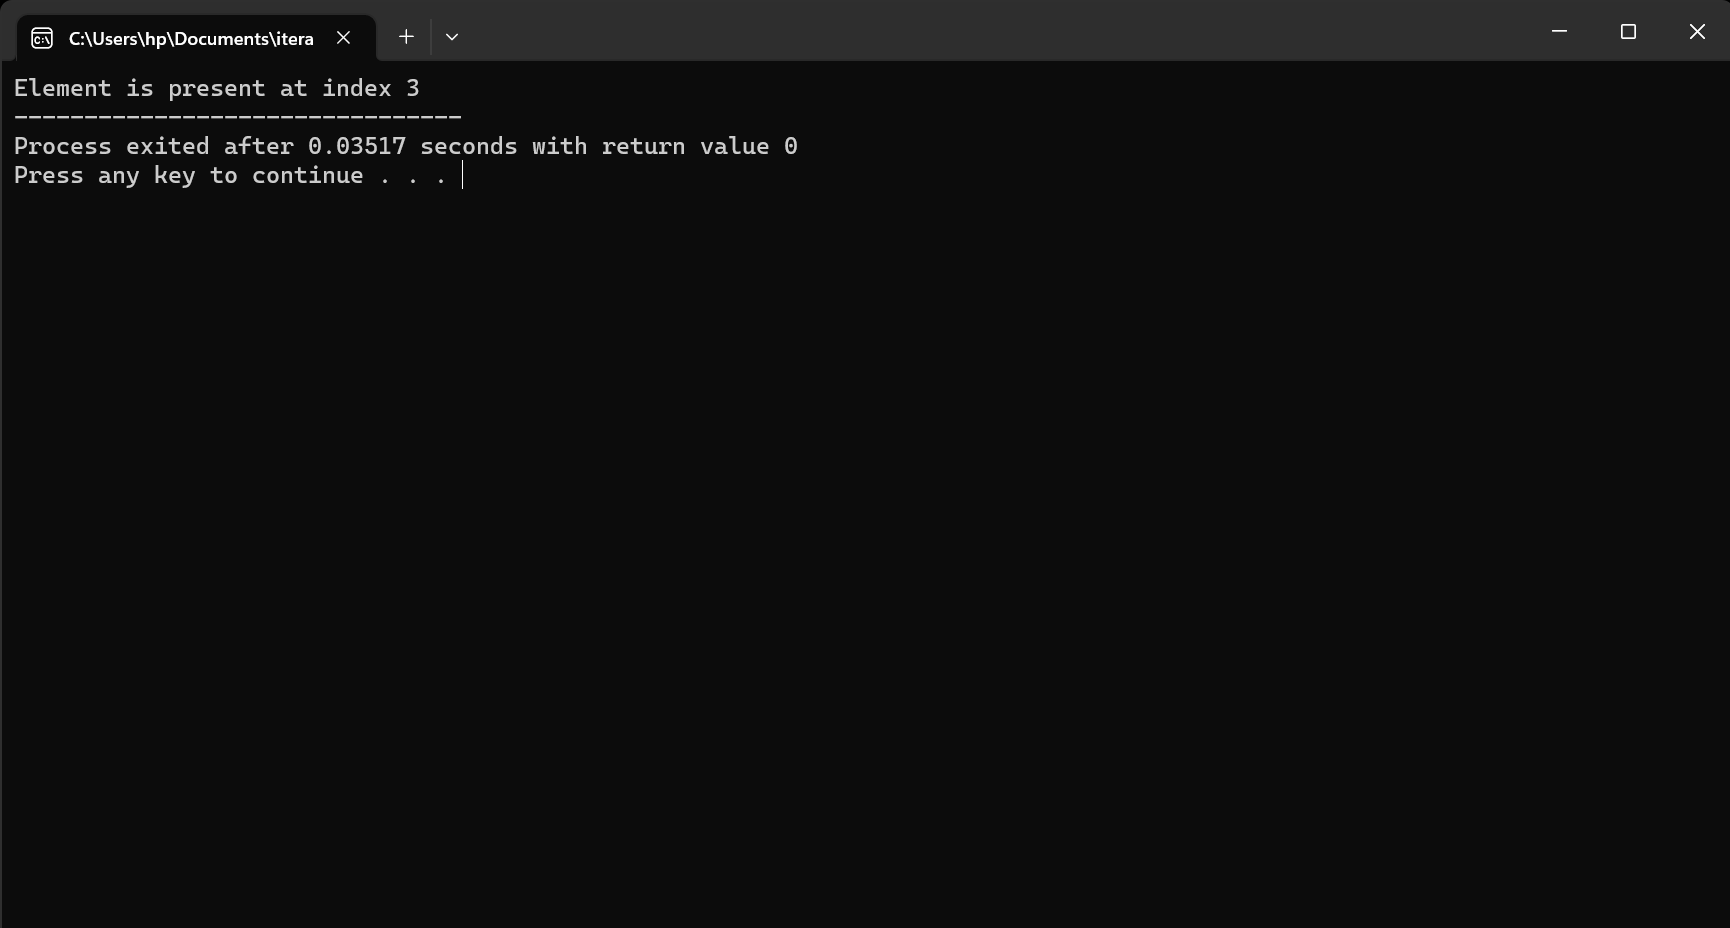 C:\Users\hp\Documents\itera
Element is present at index 3
--------------------------------
Process exited after 0.03517 seconds with return value 0
Press any key to continue . . .